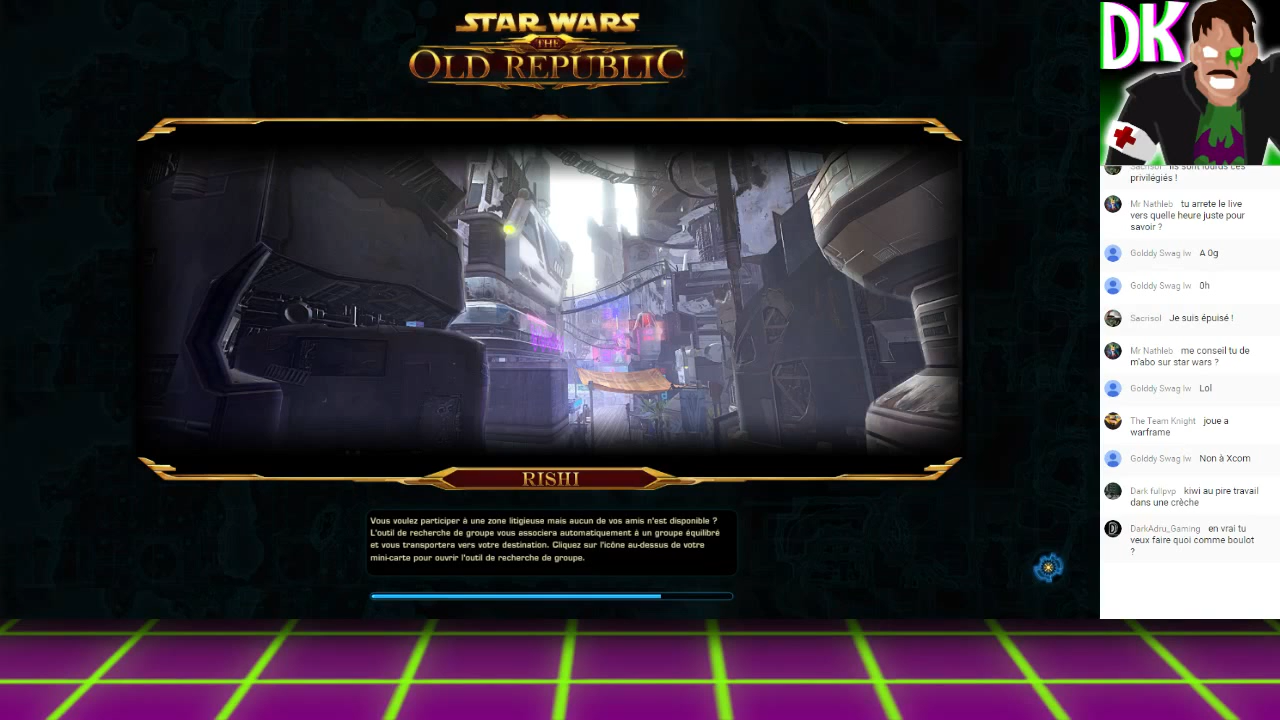 STAR WARS
THE
OLD REPUBLIC
RISHI
Vous voulez participer à une zone litigieuse mais aucun de vos amis n'est disponible ?
L'outil de recherche de groupe vous associera automatiquement à un groupe équilibré
et vous transportera vers votre destination. Cliquez sur l'icône au-dessus de votre
mini-carte pour ouvrir l'outil de recherche de groupe.
DK
Sacrisol Ils sont lourds ces
privilégiés !
Mr Nathleb tu arrete le live
vers quelle heure juste pour
savoir ?
Golddy Swag lw A 0g
Golddy Swag lw 0h
Sacrisol Je suis épuisé !
Mr Nathleb me conseil tu de
m'abo sur star wars ?
Golddy Swag lw Lol
The Team Knight joue a
warframe
Golddy Swag lw Non à Xcom
Dark fullpvp kiwi au pire travail
dans une crèche
DarkAdru_Gaming en vrai tu
veux faire quoi comme boulot
?